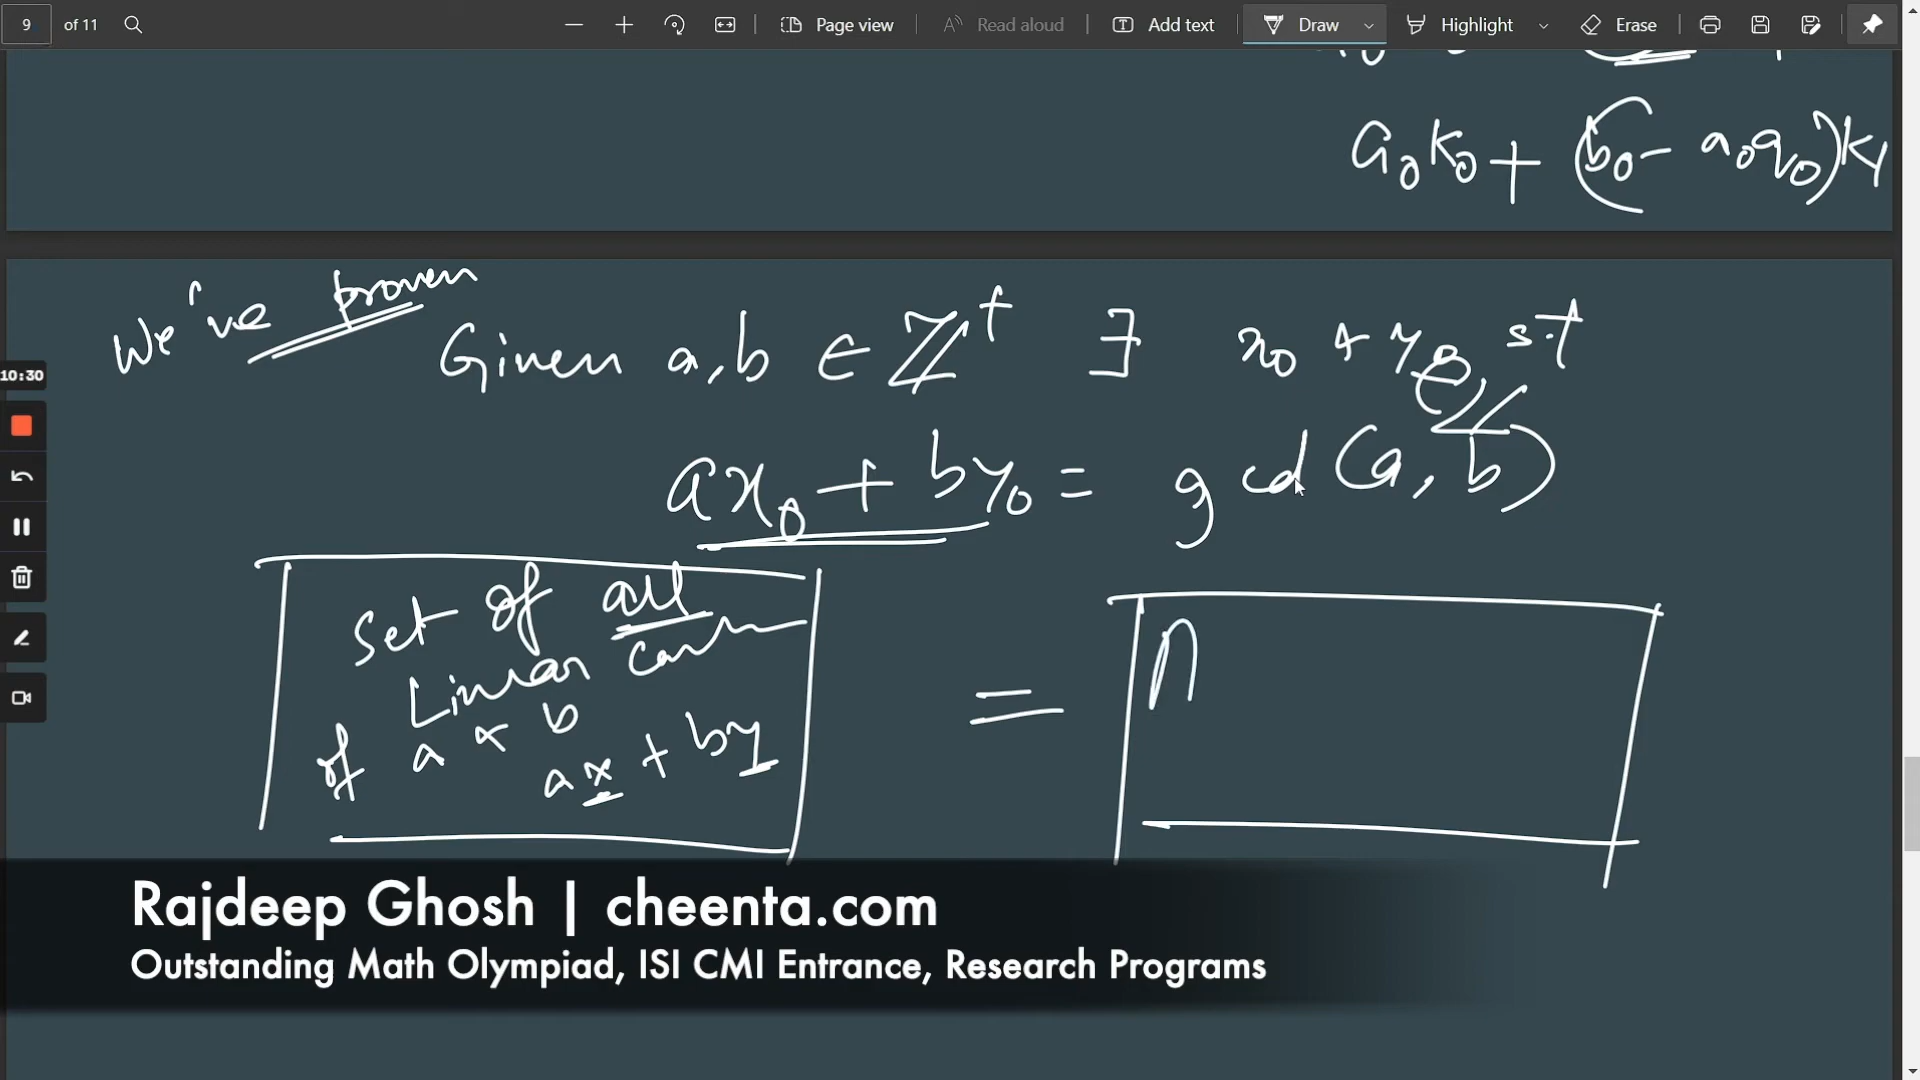 9 of 11 Page view Read aloud Add text Draw Highlight Erase
a₀k₀ + (b₀ - a₀q₀)k₁
We've proven
Given a, b ∈ ℤ⁺ ∃ x₀ & y₀ s.t
∈ ℤ
ax₀ + by₀ = gcd(a, b)
Set of all
Linear com
of a & b
ax + by
=
10:30
Rajdeep Ghosh | cheenta.com
Outstanding Math Olympiad, ISI CMI Entrance, Research Programs